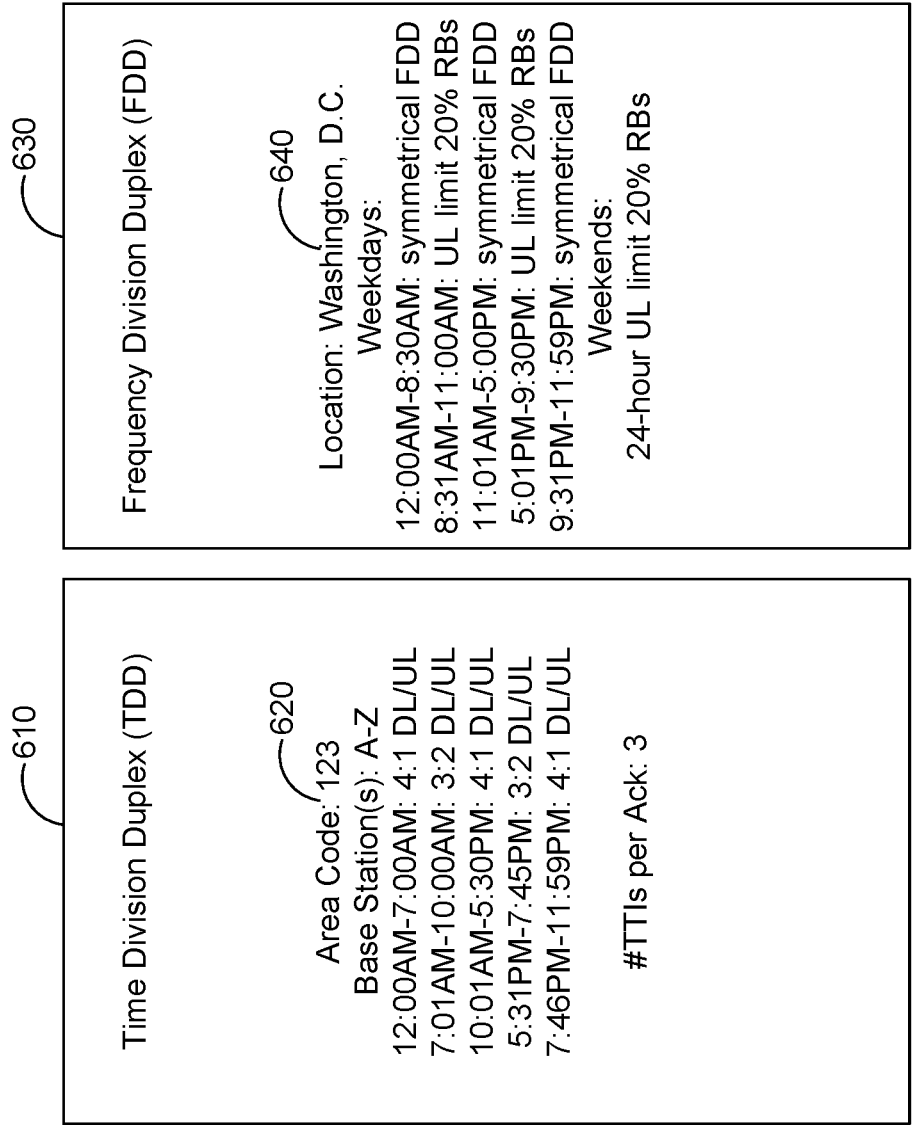 610
Time Division Duplex (TDD)
620
Area Code: 123
Base Station(s): A-Z
12:00AM-7:00AM: 4:1 DL/UL
7:01AM-10:00AM: 3:2 DL/UL
10:01AM-5:30PM: 4:1 DL/UL
5:31PM-7:45PM: 3:2 DL/UL
7:46PM-11:59PM: 4:1 DL/UL
#TTIs per Ack: 3
630
Frequency Division Duplex (FDD)
640
Location: Washington, D.C.
Weekdays:
12:00AM-8:30AM: symmetrical FDD
8:31AM-11:00AM: UL limit 20% RBs
11:01AM-5:00PM: symmetrical FDD
5:01PM-9:30PM: UL limit 20% RBs
9:31PM-11:59PM: symmetrical FDD
Weekends:
24-hour UL limit 20% RBs